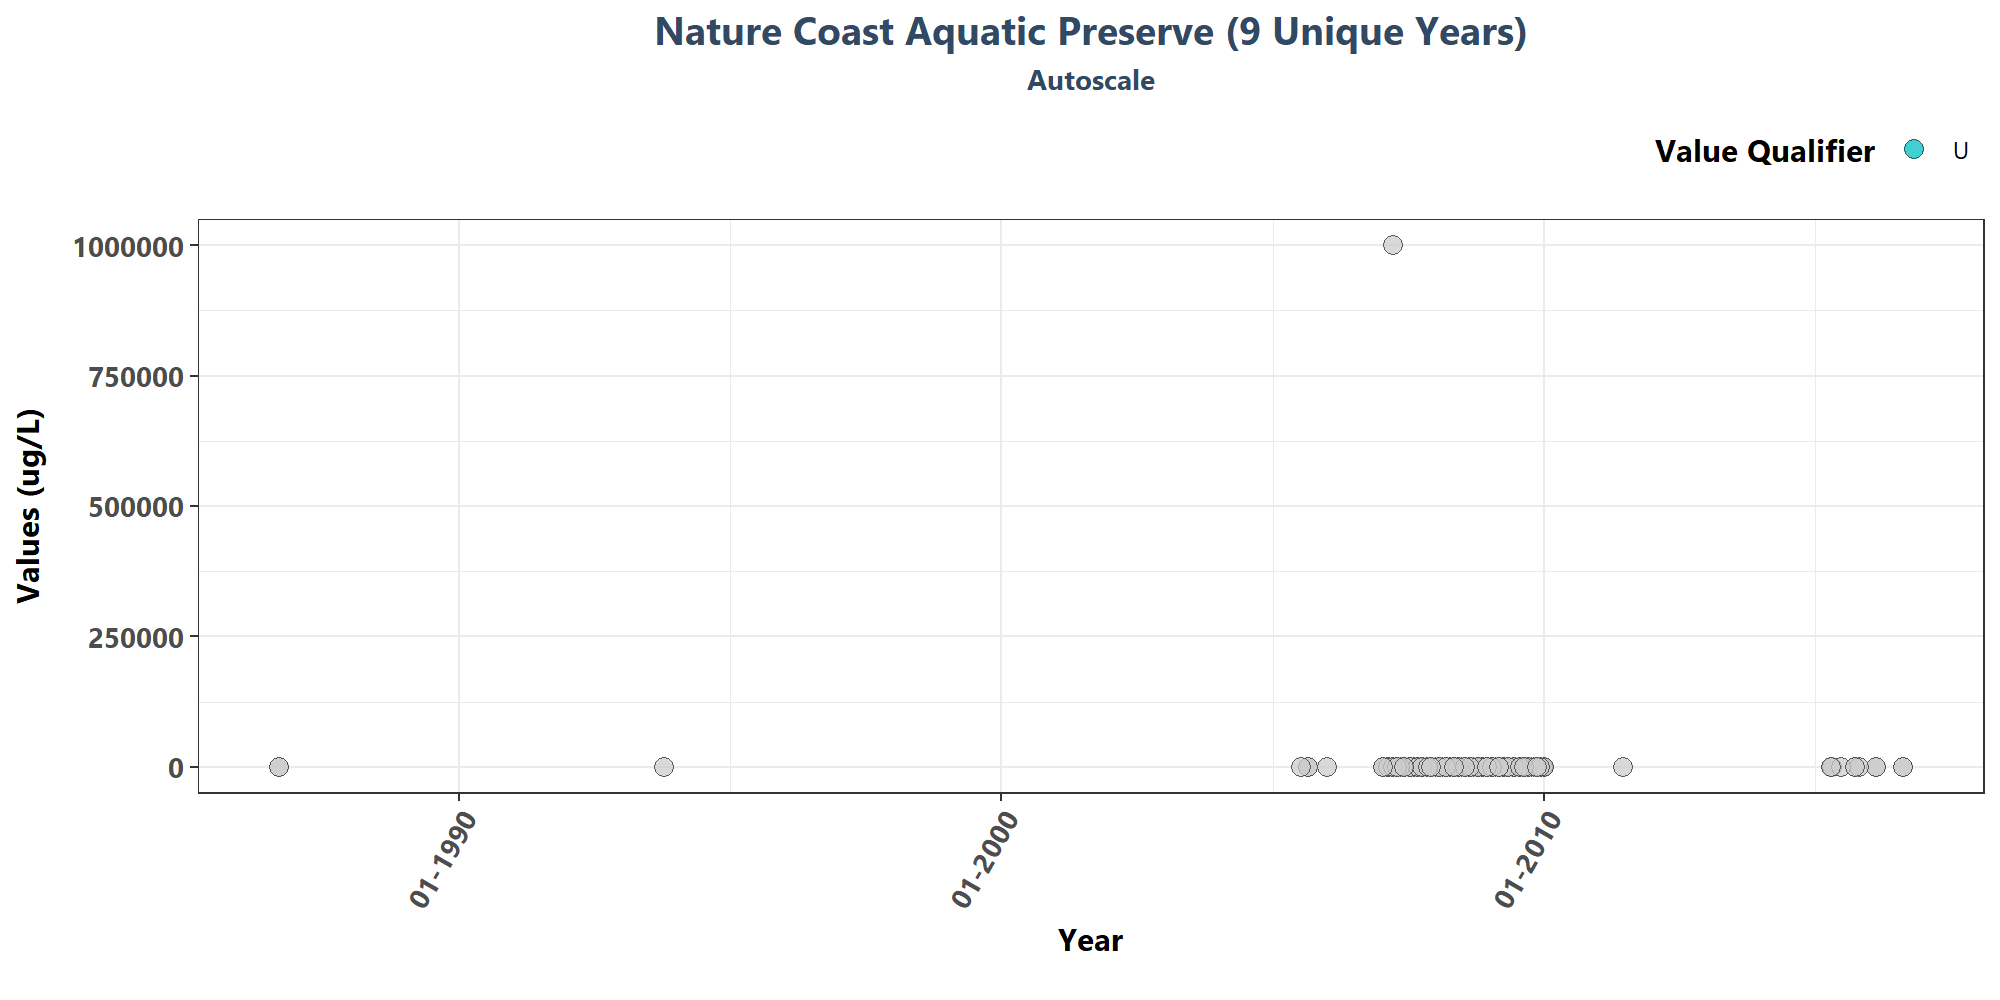 Nature Coast Aquatic Preserve (9 Unique Years)
Autoscale
Value Qualifier U
1000000
750000
500000
250000
0
Values (ug/L)
01-1990
01-2000
01-2010
Year